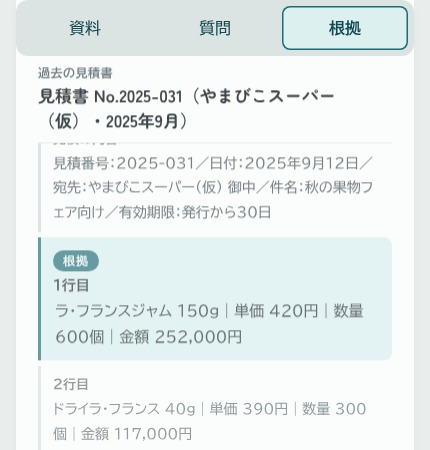 資料
質問
根拠
過去の見積書
見積書 No.2025-031（やまびこスーパー
（仮）・2025年9月）
見積番号：2025-031／日付：2025年9月12日／
宛先：やまびこスーパー（仮） 御中／件名：秋の果物フ
ェア向け／有効期限：発行から30日
根拠
1行目
ラ・フランスジャム 150g｜単価 420円｜数量
600個｜金額 252,000円
2行目
ドライラ・フランス 40g｜単価 390円｜数量 300
個｜金額 117,000円